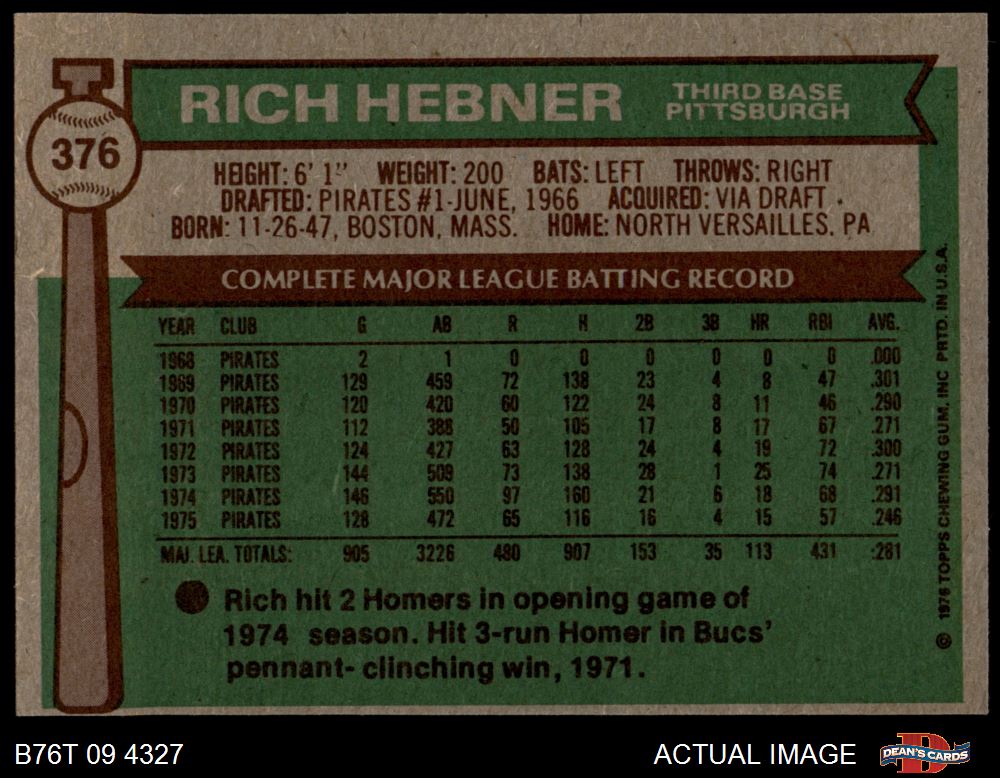 RICH HEBNER THIRD BASE
PITTSBURGH
376
HEIGHT: 6' 1" WEIGHT: 200 BATS: LEFT THROWS: RIGHT
DRAFTED: PIRATES #1-JUNE, 1966 ACQUIRED: VIA DRAFT.
BORN: 11-26-47, BOSTON, MASS. HOME: NORTH VERSAILLES, PA
COMPLETE MAJOR LEAGUE BATTING RECORD
YEAR CLUB G AB R H 2B 3B HR RBI AVG.
1968 PIRATES 2 1 0 0 0 0 0 0 .000
1969 PIRATES 129 459 72 138 23 4 8 47 .301
1970 PIRATES 120 420 60 122 24 8 11 46 .290
1971 PIRATES 112 388 50 105 17 8 17 67 .271
1972 PIRATES 124 427 63 128 24 4 19 72 .300
1973 PIRATES 144 509 73 138 28 1 25 74 .271
1974 PIRATES 146 550 97 160 21 6 18 68 .291
1975 PIRATES 128 472 65 116 16 4 15 57 .246
MAJ. LEA. TOTALS: 905 3226 480 907 153 35 113 431 .281
Rich hit 2 Homers in opening game of
1974 season. Hit 3-run Homer in Bucs'
pennant- clinching win, 1971.
© 1976 TOPPS CHEWING GUM, INC PRTD. IN U.S.A.
B76T 09 4327 ACTUAL IMAGE DEAN'S CARDS